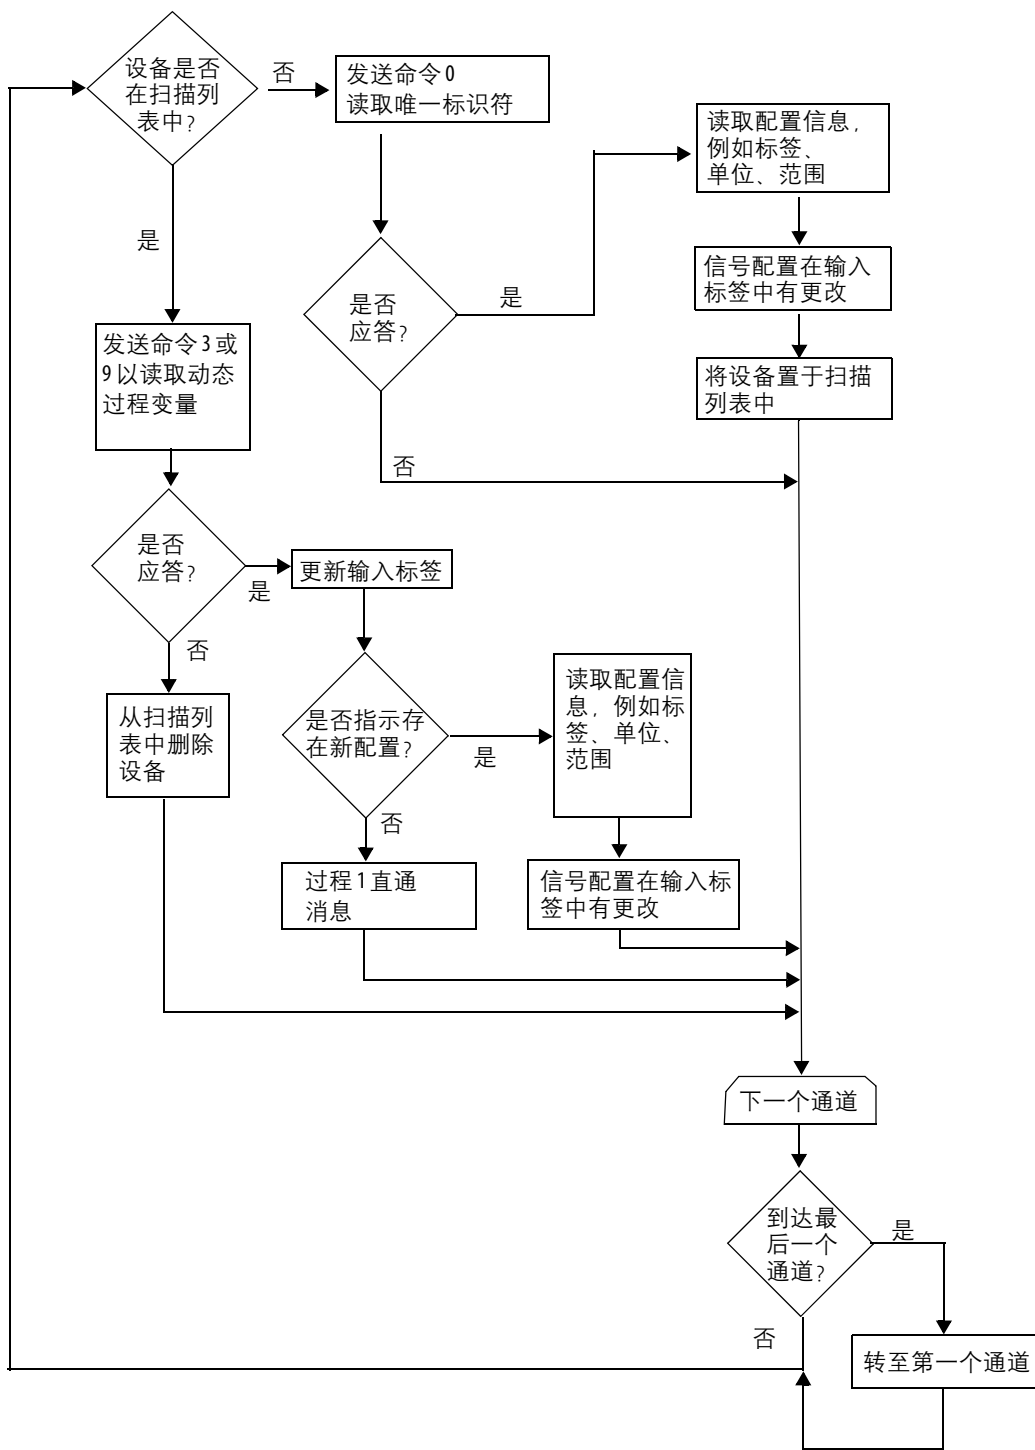 设备是否
在扫描列
表中?
否
发送命令0
读取唯一标识符
读取配置信息,
例如标签、
单位、范围
是
信号配置在输入
标签中有更改
是否
应答?
是
发送命令3或
9以读取动态
过程变量
将设备置于扫描
列表中
否
是否
应答?
是
更新输入标签
否
从扫描列
表中删除
设备
是否指示存
在新配置?
是
读取配置信
息, 例如标
签、单位、
范围
否
过程1直通
消息
信号配置在输入标
签中有更改
下一个通道
到达最
后一个
通道?
是
否
转至第一个通道